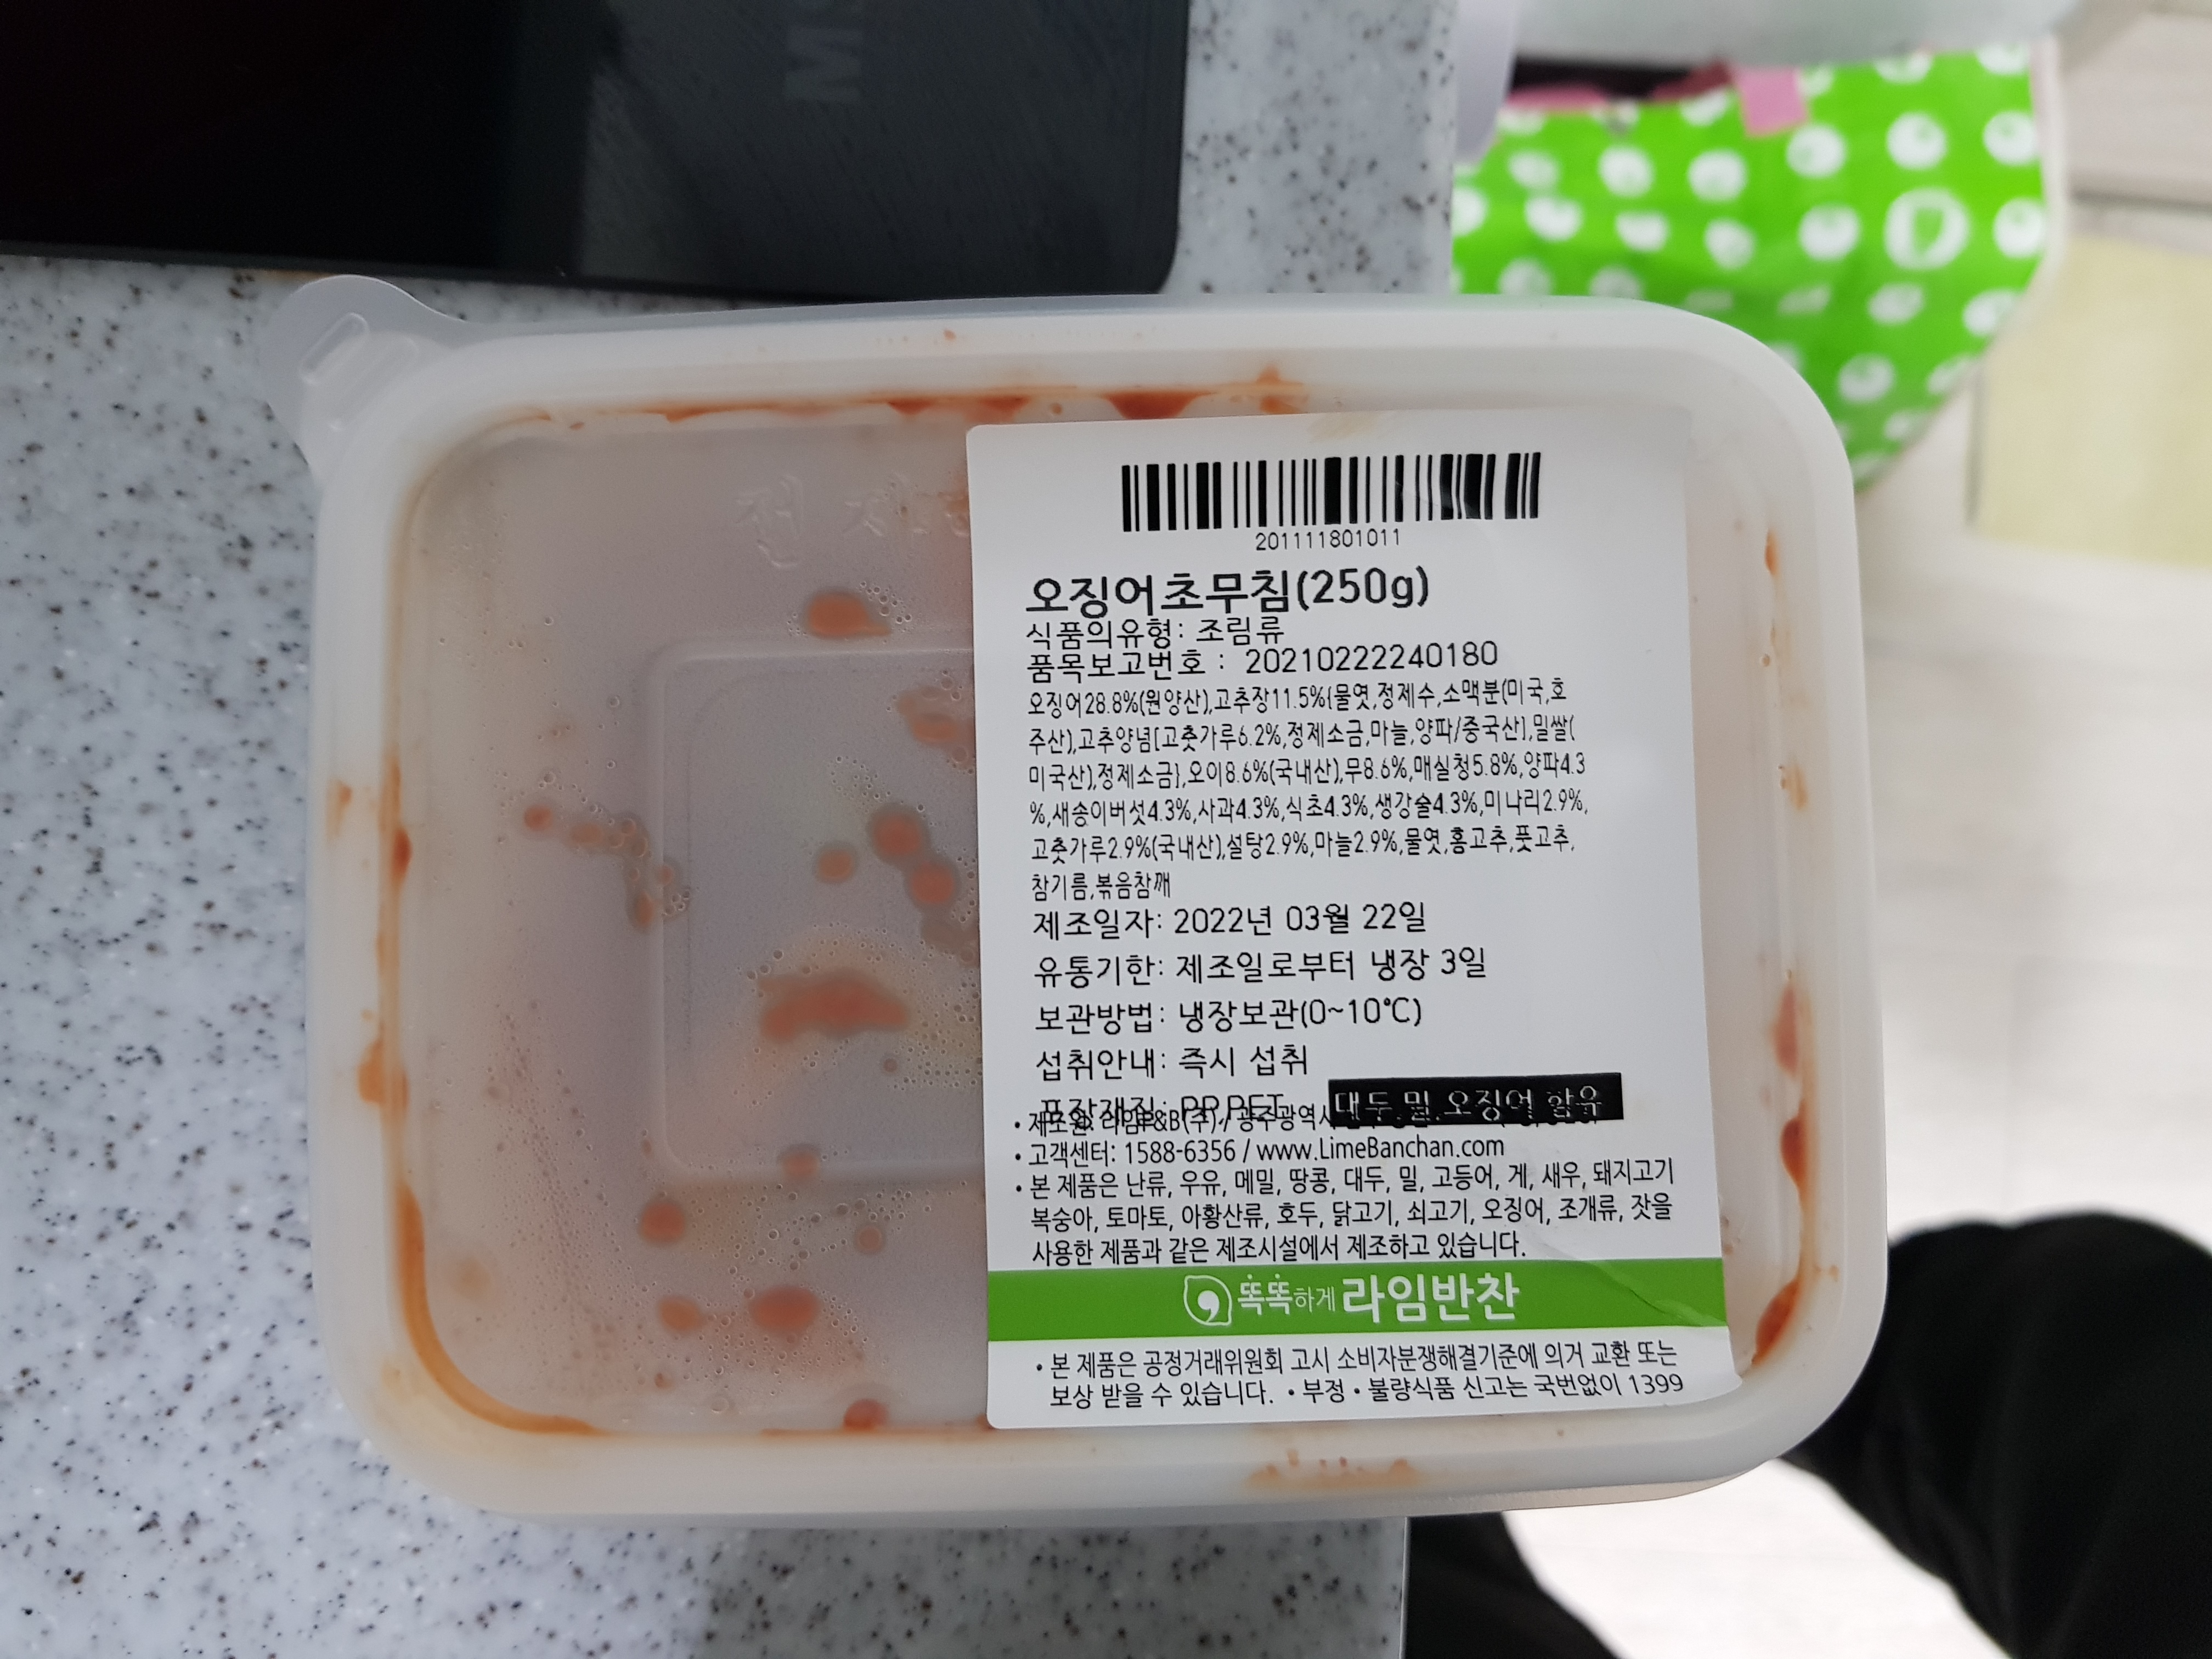 201111801011
오징어초무침(250g)
식품의유형: 조림류
품목보고번호 : 20210222240180
오징어28.8%(원양산),고추장11.5%{물엿,정제수,소맥분(미국,호
주산),고추양념[고춧가루6.2%,정제소금,마늘,양파/중국산],밀쌀(
미국산),정제소금},오이8.6%(국내산),무8.6%,매실청5.8%,양파4.3
%,새송이버섯4.3%,사과4.3%,식초4.3%,생강술4.3%,미나리2.9%,
고춧가루2.9%(국내산),설탕2.9%,마늘2.9%,물엿,홍고추,풋고추,
참기름,볶음참깨
제조일자: 2022년 03월 22일
유통기한: 제조일로부터 냉장 3일
보관방법: 냉장보관(0~10℃)
섭취안내: 즉시 섭취
포장재질: PP,PET 대두 밀 오징어 함유
• 제조원: 라임F&B(주) / 광주광역시
• 고객센터: 1588-6356 / www.LimeBanchan.com
• 본 제품은 난류, 우유, 메밀, 땅콩, 대두, 밀, 고등어, 게, 새우, 돼지고기
복숭아, 토마토, 아황산류, 호두, 닭고기, 쇠고기, 오징어, 조개류, 잣을
사용한 제품과 같은 제조시설에서 제조하고 있습니다.
똑똑하게 라임반찬
• 본 제품은 공정거래위원회 고시 소비자분쟁해결기준에 의거 교환 또는
보상 받을 수 있습니다. • 부정 • 불량식품 신고는 국번없이 1399